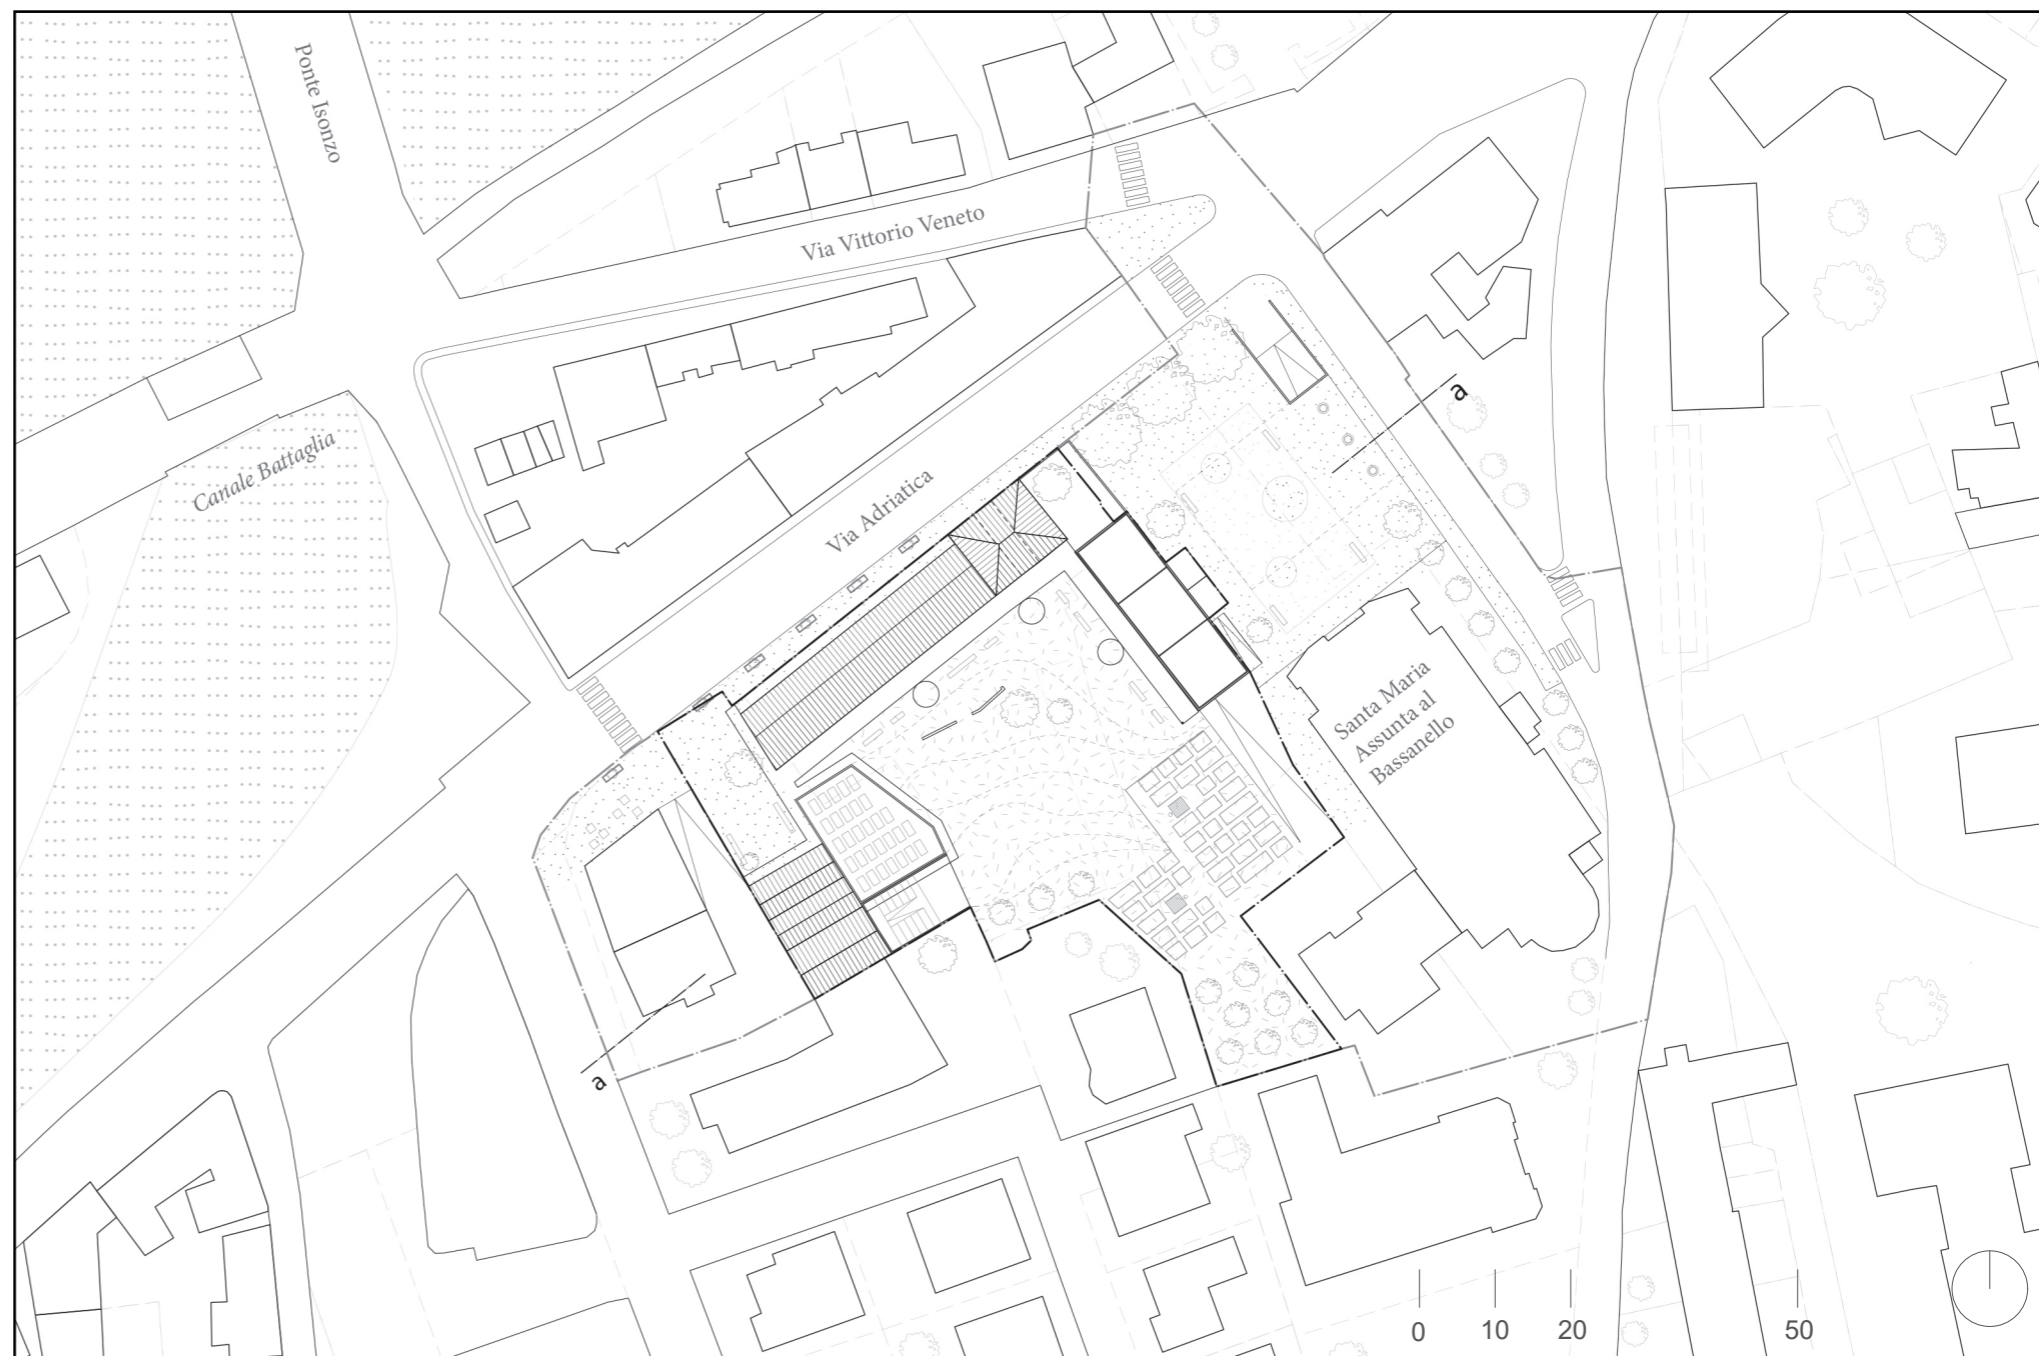 Ponte Isonzo
Via Vittorio Veneto
Canale Battaglia
Via Adriatica
a
Santa Maria
Assunta al
Bassanello
a
0 10 20 50